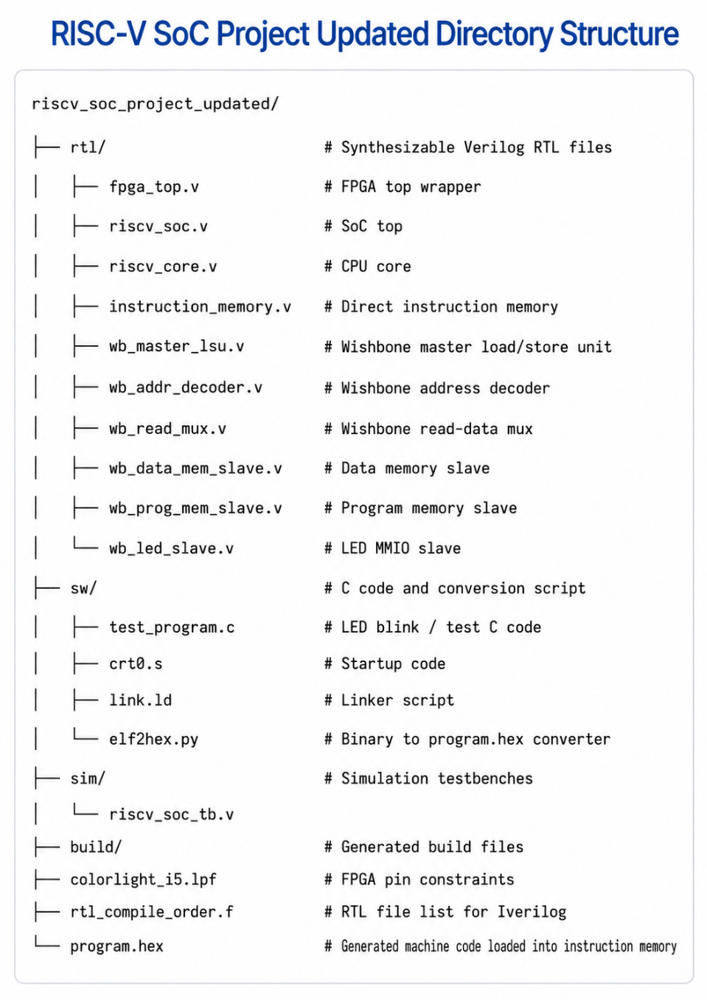 RISC-V SoC Project Updated Directory Structure
riscv_soc_project_updated/
├── rtl/ # Synthesizable Verilog RTL files
│ ├── fpga_top.v # FPGA top wrapper
│ ├── riscv_soc.v # SoC top
│ ├── riscv_core.v # CPU core
│ ├── instruction_memory.v # Direct instruction memory
│ ├── wb_master_lsu.v # Wishbone master load/store unit
│ ├── wb_addr_decoder.v # Wishbone address decoder
│ ├── wb_read_mux.v # Wishbone read-data mux
│ ├── wb_data_mem_slave.v # Data memory slave
│ ├── wb_prog_mem_slave.v # Program memory slave
│ └── wb_led_slave.v # LED MMIO slave
├── sw/ # C code and conversion script
│ ├── test_program.c # LED blink / test C code
│ ├── crt0.s # Startup code
│ ├── link.ld # Linker script
│ └── elf2hex.py # Binary to program.hex converter
├── sim/ # Simulation testbenches
│ └── riscv_soc_tb.v
├── build/ # Generated build files
├── colorlight_i5.lpf # FPGA pin constraints
├── rtl_compile_order.f # RTL file list for Iverilog
└── program.hex # Generated machine code loaded into instruction memory